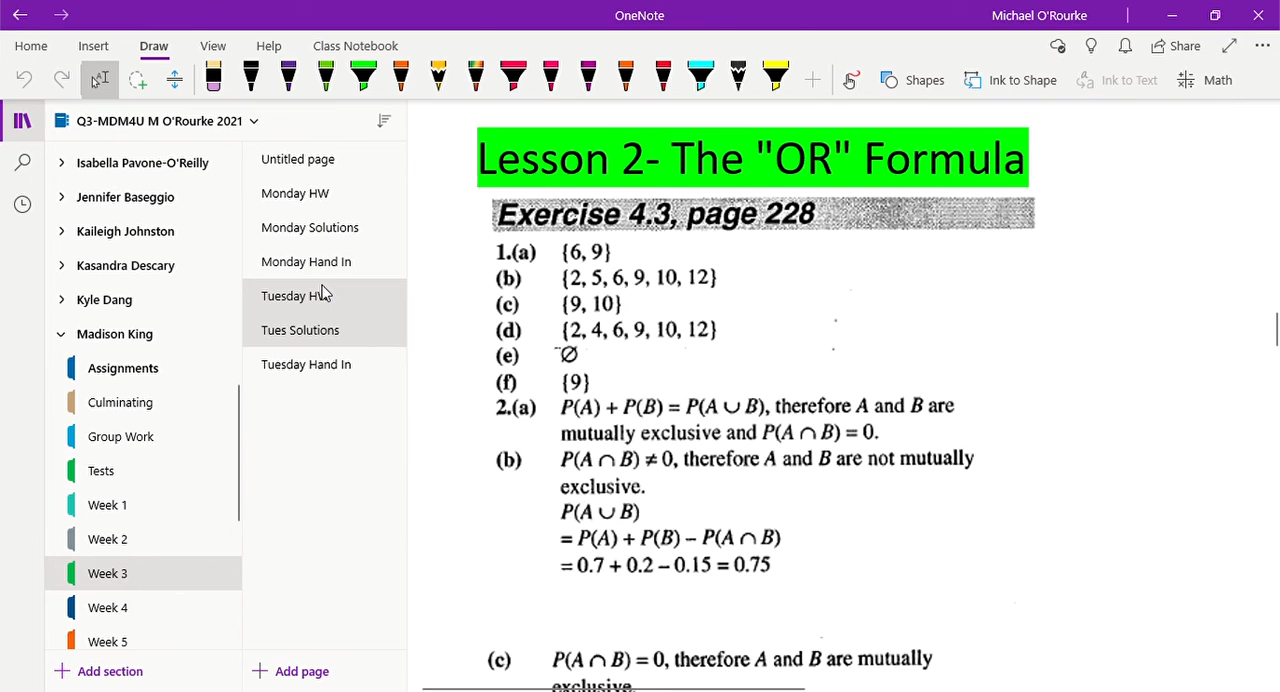 OneNote
Michael O'Rourke
Home Insert Draw View Help Class Notebook
Share
Shapes Ink to Shape Ink to Text Math
Q3-MDM4U M O'Rourke 2021
Isabella Pavone-O'Reilly
Jennifer Baseggio
Kaileigh Johnston
Kasandra Descary
Kyle Dang
Madison King
Assignments
Culminating
Group Work
Tests
Week 1
Week 2
Week 3
Week 4
Week 5
Add section
Untitled page
Monday HW
Monday Solutions
Monday Hand In
Tuesday HW
Tues Solutions
Tuesday Hand In
Add page
Lesson 2- The "OR" Formula
Exercise 4.3, page 228
1.(a) {6, 9}
(b) {2, 5, 6, 9, 10, 12}
(c) {9, 10}
(d) {2, 4, 6, 9, 10, 12}
(e) ∅
(f) {9}
2.(a) P(A) + P(B) = P(A ∪ B), therefore A and B are
mutually exclusive and P(A ∩ B) = 0.
(b) P(A ∩ B) ≠ 0, therefore A and B are not mutually
exclusive.
P(A ∪ B)
= P(A) + P(B) – P(A ∩ B)
= 0.7 + 0.2 – 0.15 = 0.75
(c) P(A ∩ B) = 0, therefore A and B are mutually
exclusive.